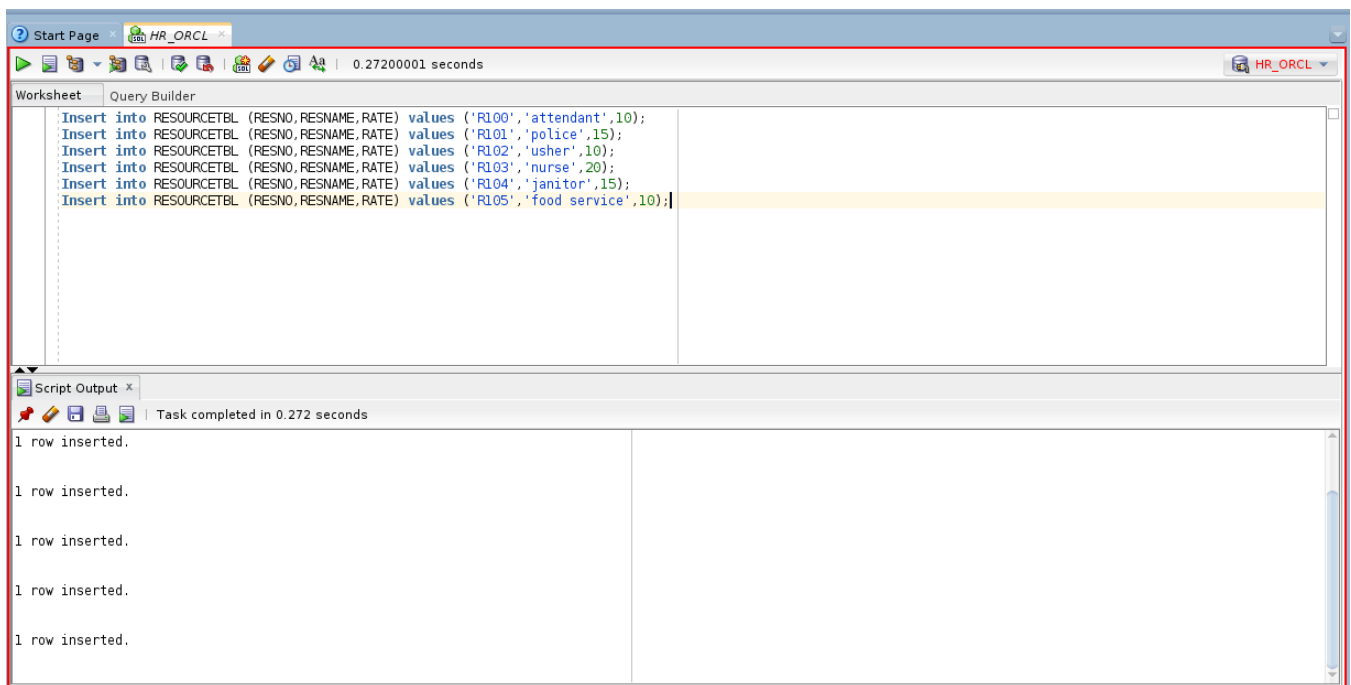 Start Page
HR_ORCL
0.27200001 seconds
HR_ORCL
Worksheet Query Builder
Insert into RESOURCETBL (RESNO,RESNAME,RATE) values ('R100','attendant',10);
Insert into RESOURCETBL (RESNO,RESNAME,RATE) values ('R101','police',15);
Insert into RESOURCETBL (RESNO,RESNAME,RATE) values ('R102','usher',10);
Insert into RESOURCETBL (RESNO,RESNAME,RATE) values ('R103','nurse',20);
Insert into RESOURCETBL (RESNO,RESNAME,RATE) values ('R104','janitor',15);
Insert into RESOURCETBL (RESNO,RESNAME,RATE) values ('R105','food service',10);
Script Output
Task completed in 0.272 seconds
1 row inserted.
1 row inserted.
1 row inserted.
1 row inserted.
1 row inserted.